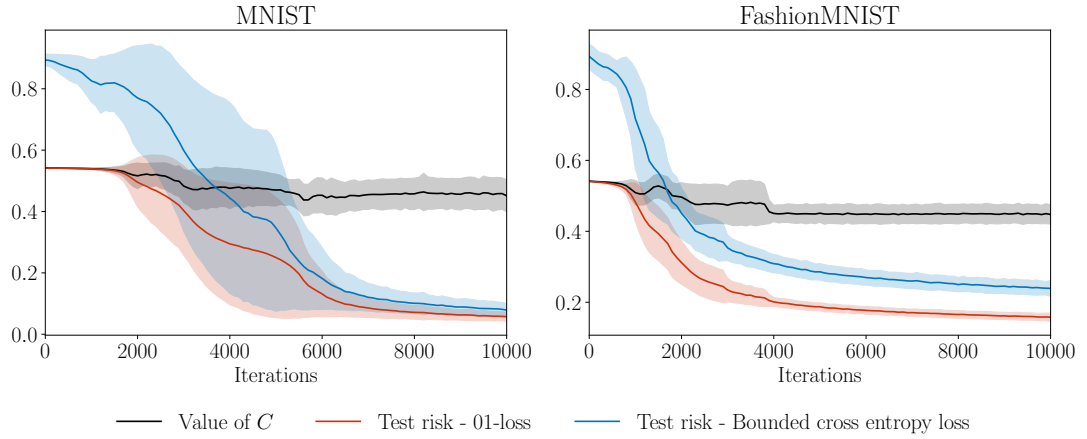 MNIST
FashionMNIST
0.8
0.6
0.4
0.2
0.0
0 2000 4000 6000 8000 10000
Iterations
0.8
0.6
0.4
0.2
0 2000 4000 6000 8000 10000
Iterations
Value of C
Test risk - 01-loss
Test risk - Bounded cross entropy loss